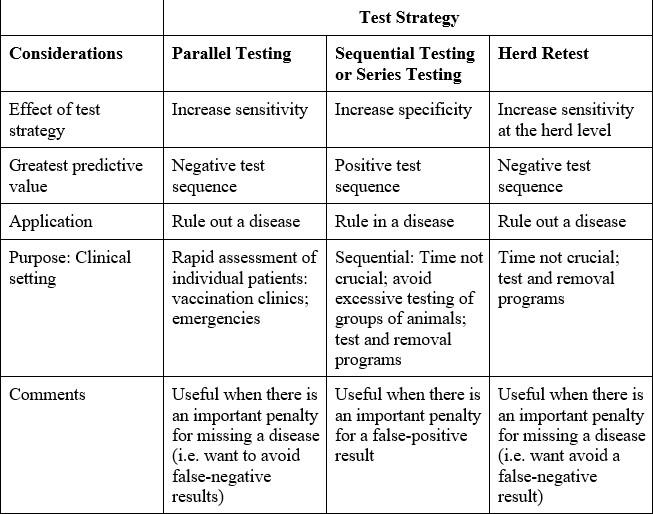 Test Strategy
Considerations
Parallel Testing
Sequential Testing
or Series Testing
Herd Retest
Effect of test
strategy
Increase sensitivity
Increase specificity
Increase sensitivity
at the herd level
Greatest predictive
value
Negative test
sequence
Positive test
sequence
Negative test
sequence
Application
Rule out a disease
Rule in a disease
Rule out a disease
Purpose: Clinical
setting
Rapid assessment of
individual patients:
vaccination clinics;
emergencies
Sequential: Time not
crucial; avoid
excessive testing of
groups of animals;
test and removal
programs
Time not crucial;
test and removal
programs
Comments
Useful when there is
an important penalty
for missing a disease
(i.e. want to avoid
false-negative
results)
Useful when there is
an important penalty
for a false-positive
result
Useful when there is
an important penalty
for missing a disease
(i.e. want avoid a
false-negative
result)